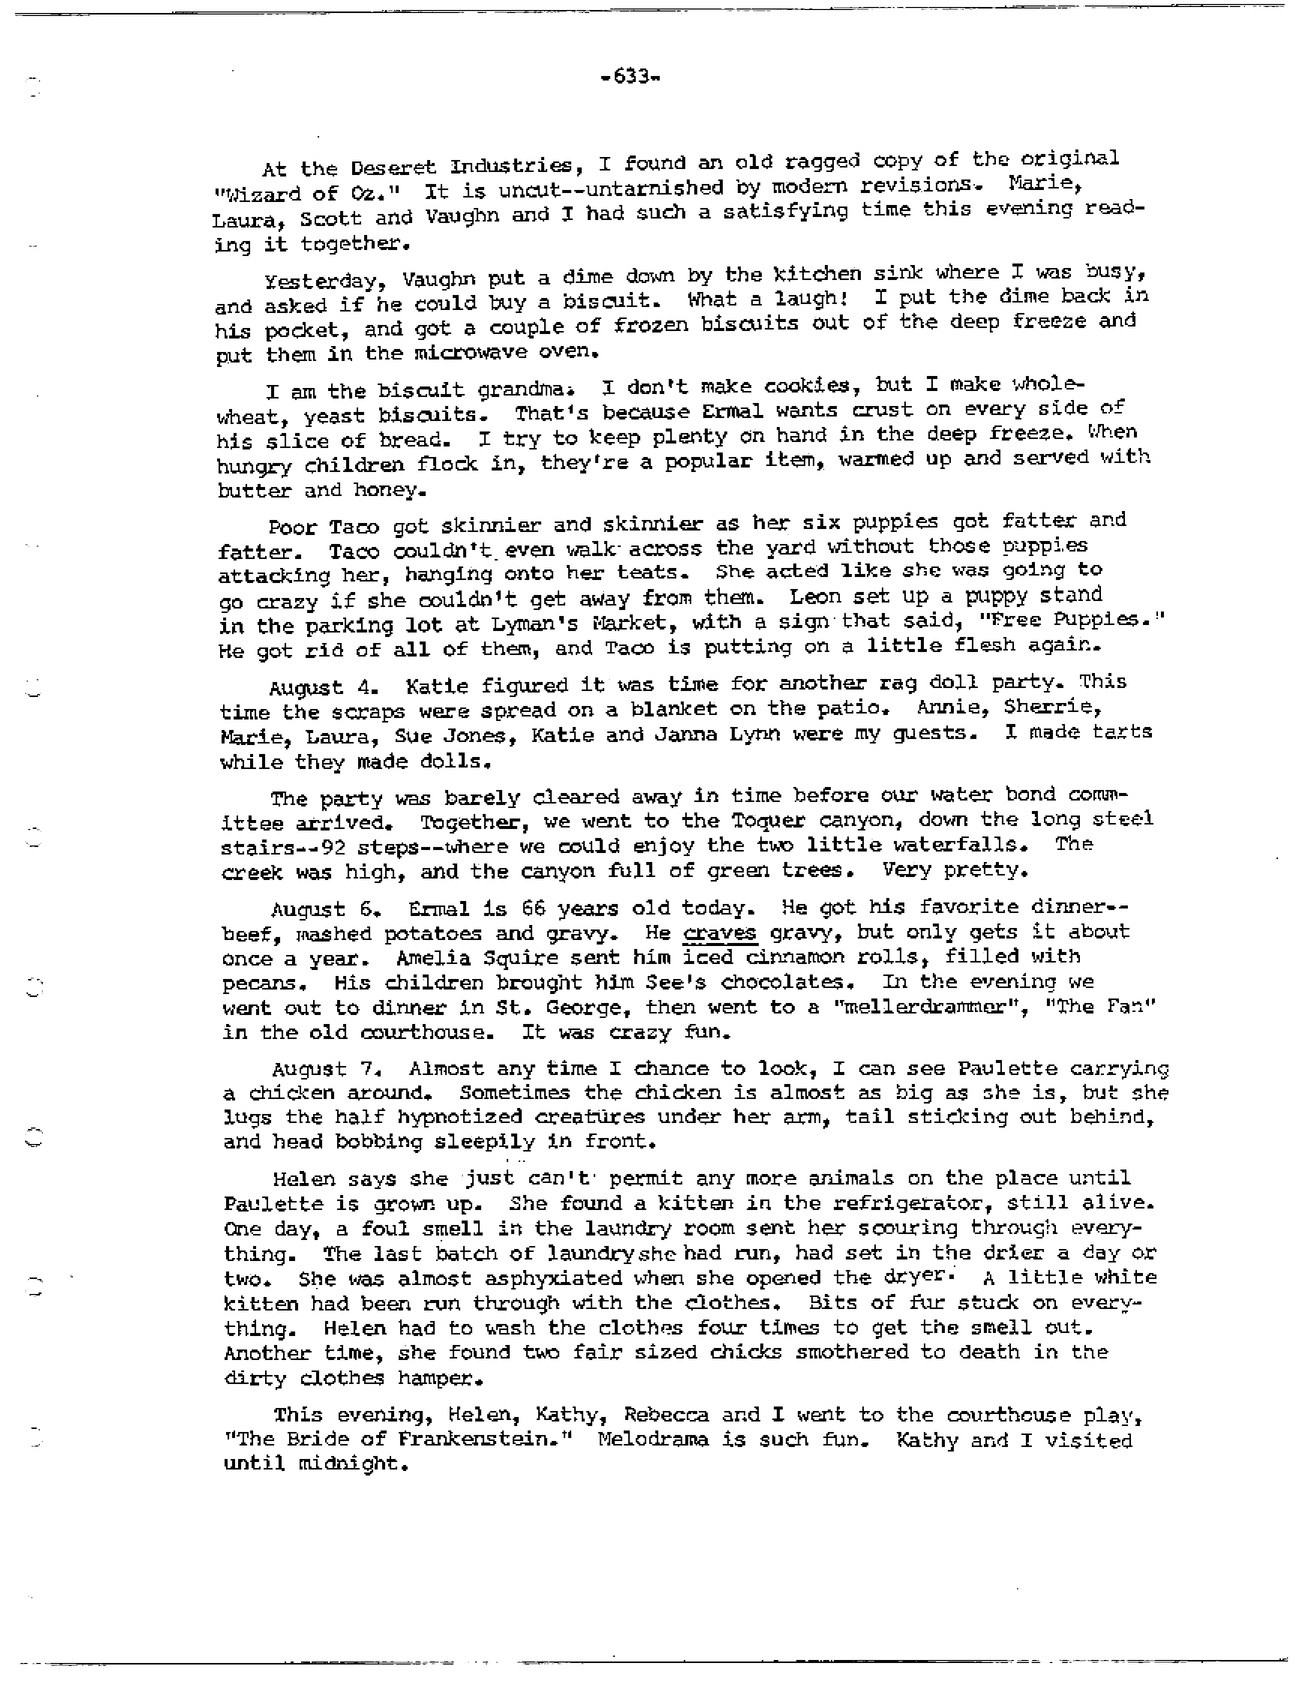 -633-
At the Deseret Industries, I found an old ragged copy of the original
"Wizard of Oz." It is uncut--untarnished by modern revisions. Marie,
Laura, Scott and Vaughn and I had such a satisfying time this evening read-
ing it together.
Yesterday, Vaughn put a dime down by the kitchen sink where I was busy,
and asked if he could buy a biscuit. What a laugh! I put the dime back in
his pocket, and got a couple of frozen biscuits out of the deep freeze and
put them in the microwave oven.
I am the biscuit grandma. I don't make cookies, but I make whole-
wheat, yeast biscuits. That's because Ermal wants crust on every side of
his slice of bread. I try to keep plenty on hand in the deep freeze. When
hungry children flock in, they're a popular item, warmed up and served with
butter and honey.
Poor Taco got skinnier and skinnier as her six puppies got fatter and
fatter. Taco couldn't even walk across the yard without those puppies
attacking her, hanging onto her teats. She acted like she was going to
go crazy if she couldn't get away from them. Leon set up a puppy stand
in the parking lot at Lyman's Market, with a sign that said, "Free Puppies."
He got rid of all of them, and Taco is putting on a little flesh again.
August 4. Katie figured it was time for another rag doll party. This
time the scraps were spread on a blanket on the patio. Annie, Sherrie,
Marie, Laura, Sue Jones, Katie and Janna Lynn were my guests. I made tarts
while they made dolls.
The party was barely cleared away in time before our water bond comm-
ittee arrived. Together, we went to the Toquer canyon, down the long steel
stairs--92 steps--where we could enjoy the two little waterfalls. The
creek was high, and the canyon full of green trees. Very pretty.
August 6. Ermal is 66 years old today. He got his favorite dinner--
beef, mashed potatoes and gravy. He craves gravy, but only gets it about
once a year. Amelia Squire sent him iced cinnamon rolls, filled with
pecans. His children brought him See's chocolates. In the evening we
went out to dinner in St. George, then went to a "mellerdrammer", "The Fan"
in the old courthouse. It was crazy fun.
August 7. Almost any time I chance to look, I can see Paulette carrying
a chicken around. Sometimes the chicken is almost as big as she is, but she
lugs the half hypnotized creatures under her arm, tail sticking out behind,
and head bobbing sleepily in front.
Helen says she just can't permit any more animals on the place until
Paulette is grown up. She found a kitten in the refrigerator, still alive.
One day, a foul smell in the laundry room sent her scouring through every-
thing. The last batch of laundry she had run, had set in the drier a day or
two. She was almost asphyxiated when she opened the dryer. A little white
kitten had been run through with the clothes. Bits of fur stuck on every-
thing. Helen had to wash the clothes four times to get the smell out.
Another time, she found two fair sized chicks smothered to death in the
dirty clothes hamper.
This evening, Helen, Kathy, Rebecca and I went to the courthouse play,
"The Bride of Frankenstein." Melodrama is such fun. Kathy and I visited
until midnight.